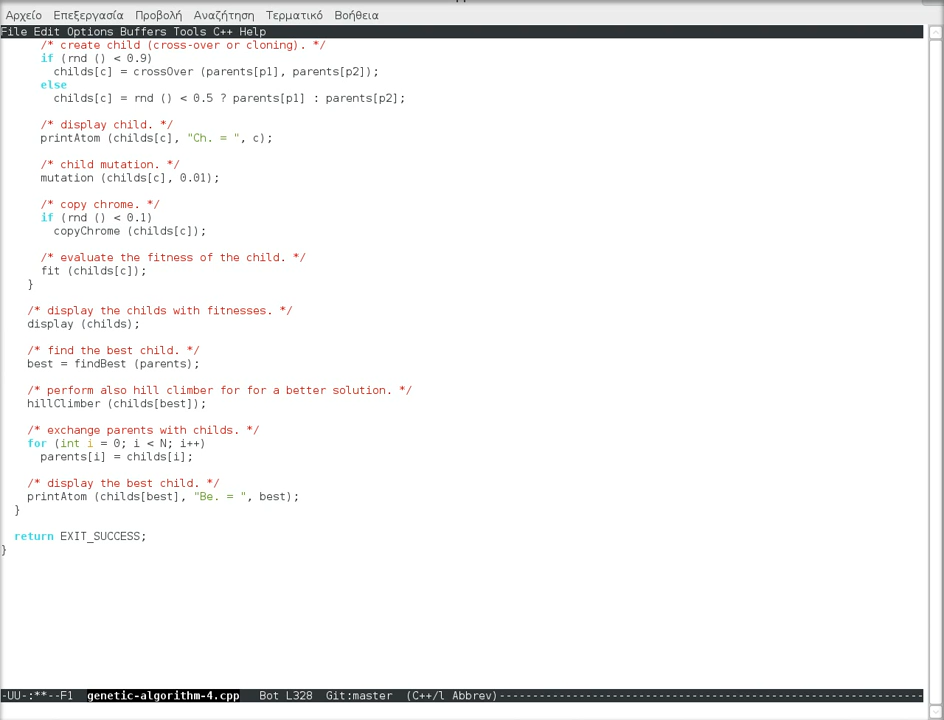 Αρχείο Επεξεργασία Προβολή Αναζήτηση Τερματικό Βοήθεια
File Edit Options Buffers Tools C++ Help
/* create child (cross-over or cloning). */
if (rnd () < 0.9)
childs[c] = crossOver (parents[p1], parents[p2]);
else
childs[c] = rnd () < 0.5 ? parents[p1] : parents[p2];
/* display child. */
printAtom (childs[c], "Ch. = ", c);
/* child mutation. */
mutation (childs[c], 0.01);
/* copy chrome. */
if (rnd () < 0.1)
copyChrome (childs[c]);
/* evaluate the fitness of the child. */
fit (childs[c]);
}
/* display the childs with fitnesses. */
display (childs);
/* find the best child. */
best = findBest (parents);
/* perform also hill climber for for a better solution. */
hillClimber (childs[best]);
/* exchange parents with childs. */
for (int i = 0; i < N; i++)
parents[i] = childs[i];
/* display the best child. */
printAtom (childs[best], "Be. = ", best);
}
return EXIT_SUCCESS;
}
-UU-:**--F1 genetic-algorithm-4.cpp Bot L328 Git:master (C++/l Abbrev)----------------------------------------------------------------